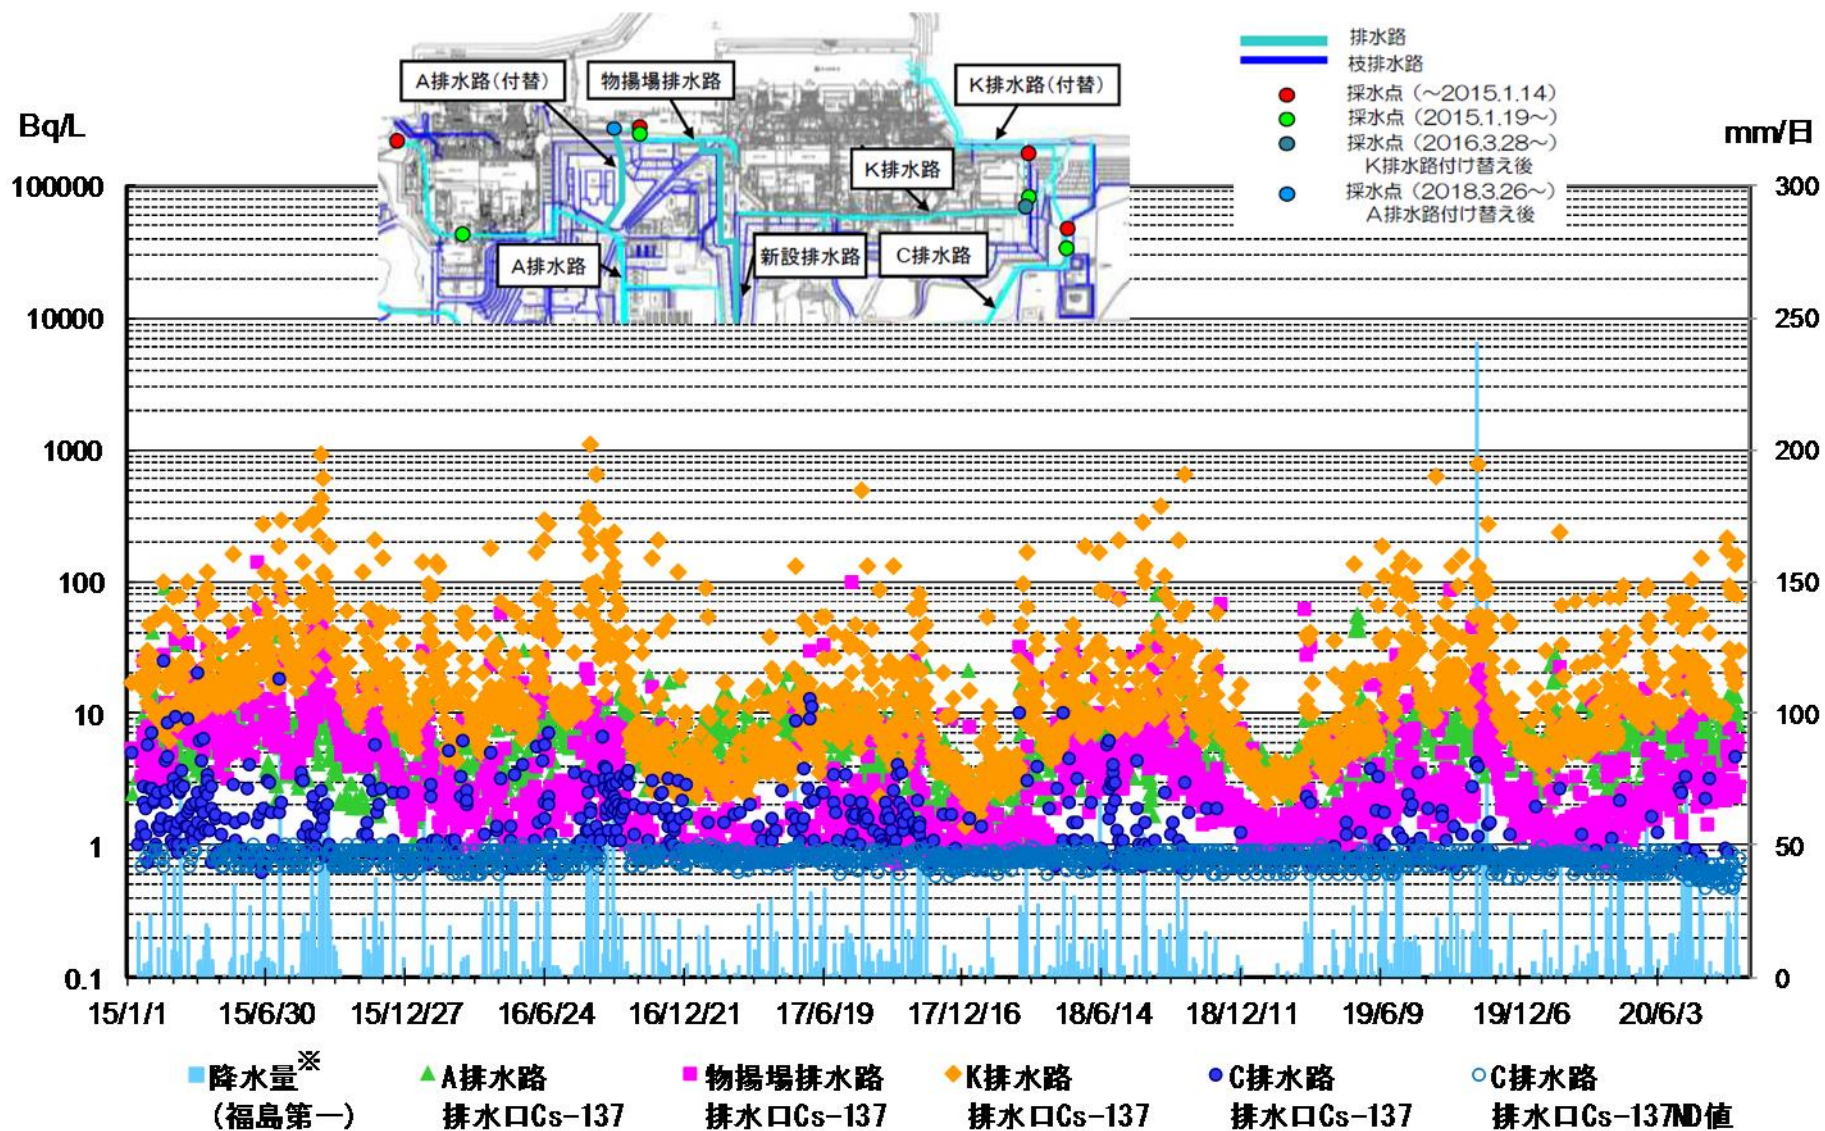 A排水路(付替)
物揚場排水路
K排水路(付替)
K排水路
A排水路
新設排水路
C排水路
排水路
枝排水路
採水点（～2015.1.14）
採水点（2015.1.19～）
採水点（2016.3.28～）
K排水路付け替え後
採水点（2018.3.26～）
A排水路付け替え後
Bq/L
mm/日
100000
10000
1000
100
10
1
0.1
300
250
200
150
100
50
0
15/1/1
15/6/30
15/12/27
16/6/24
16/12/21
17/6/19
17/12/16
18/6/14
18/12/11
19/6/9
19/12/6
20/6/3
降水量※
(福島第一)
A排水路
排水口Cs-137
物揚場排水路
排水口Cs-137
K排水路
排水口Cs-137
C排水路
排水口Cs-137
C排水路
排水口Cs-137ND値